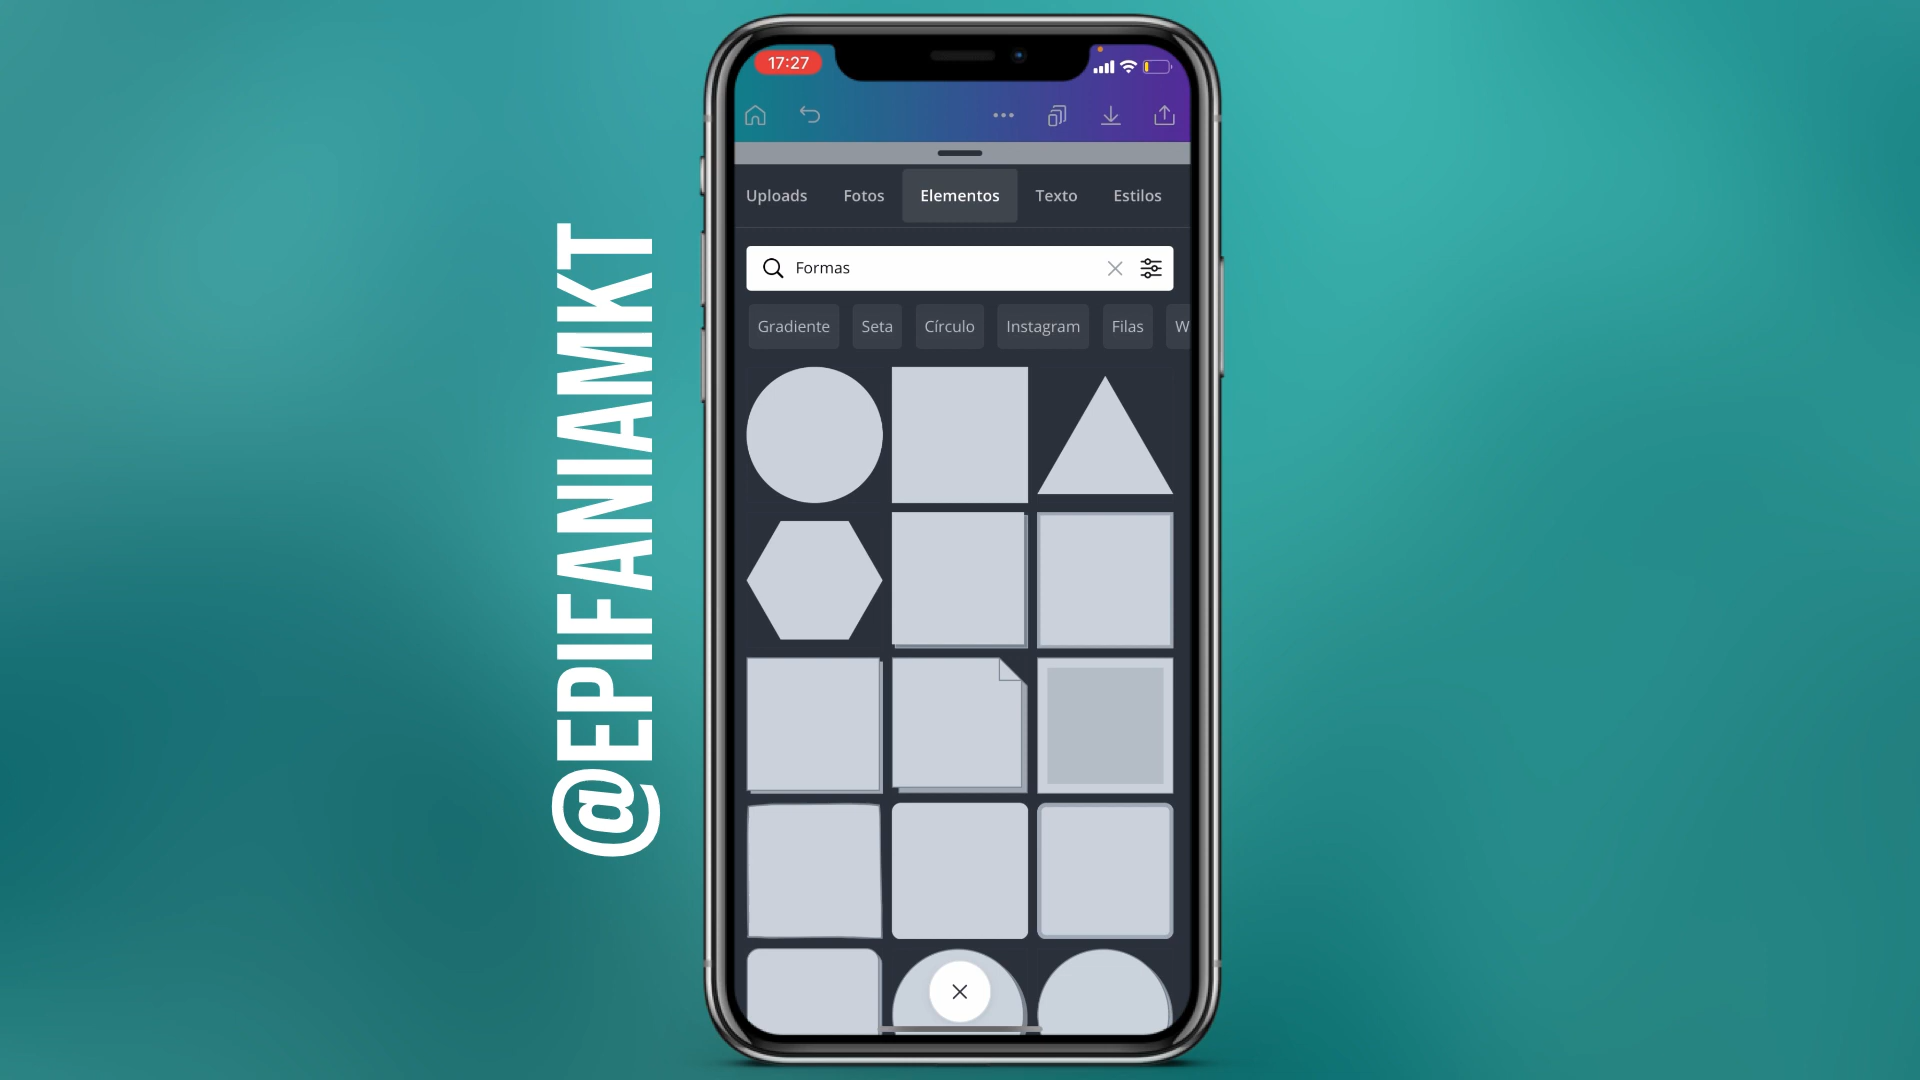 @EPIFANIAMKT
17:27
Uploads Fotos Elementos Texto Estilos
Formas
Gradiente Seta Círculo Instagram Filas W